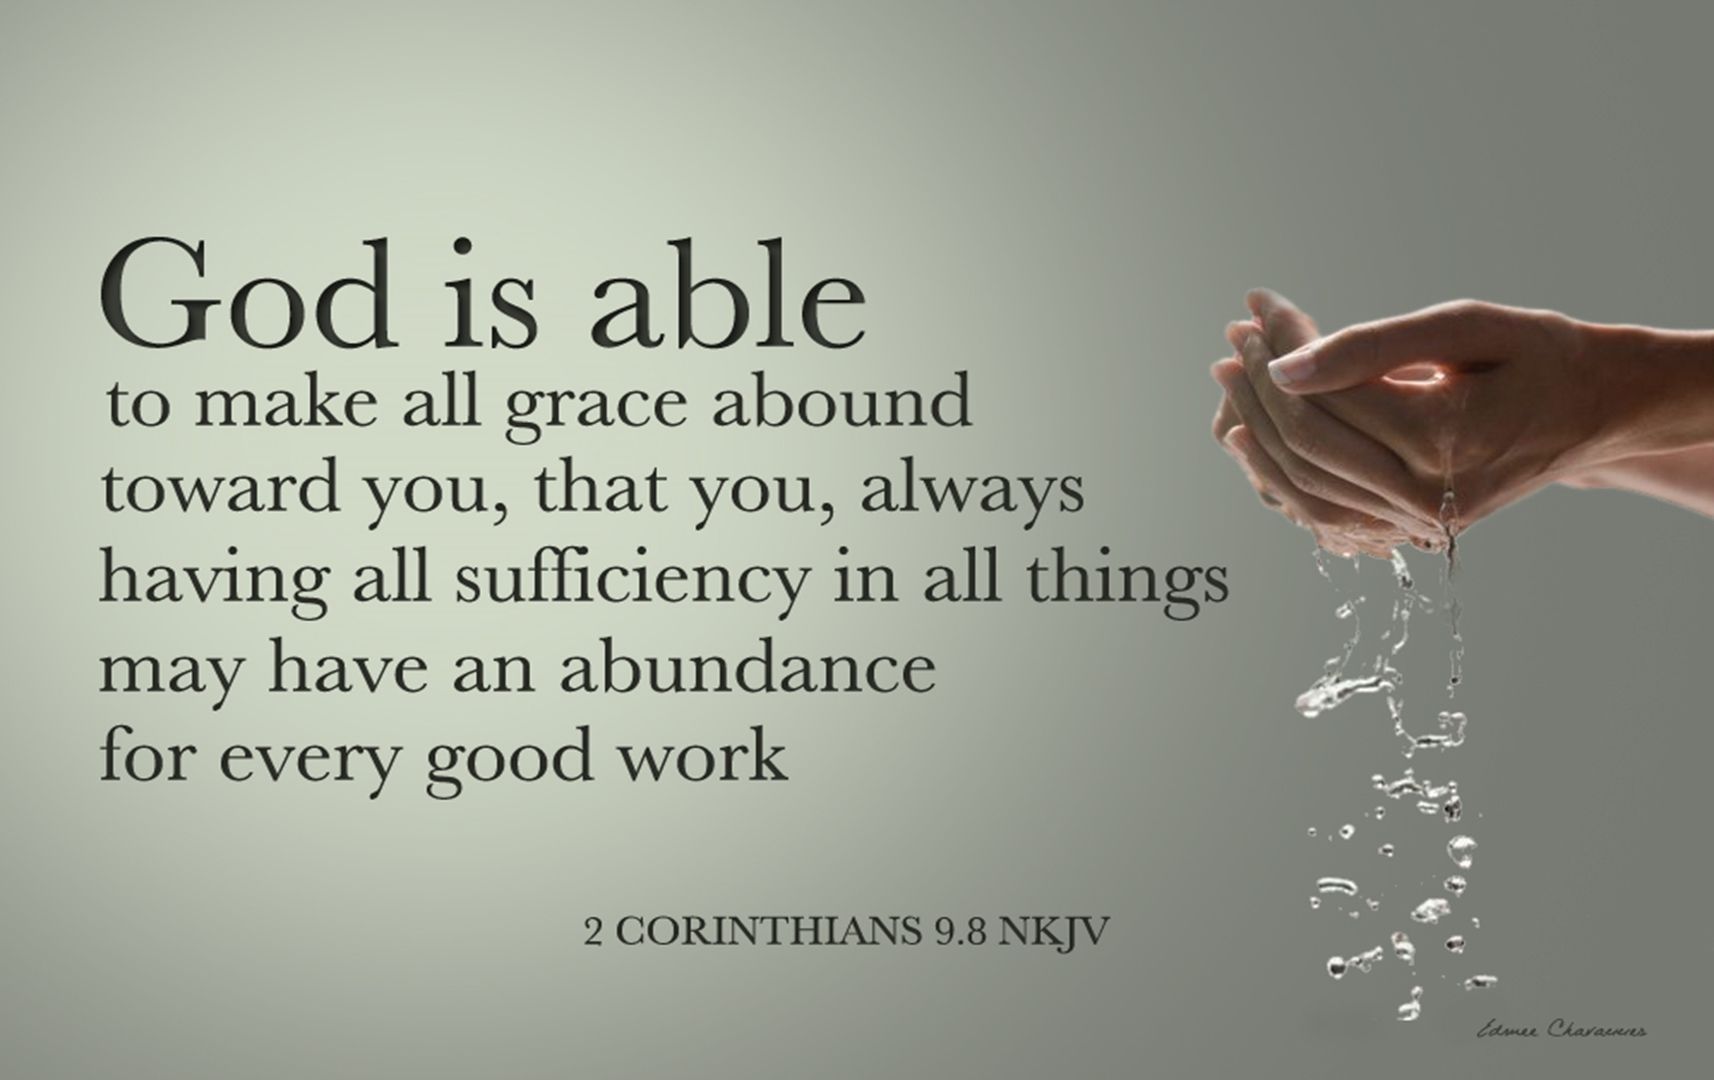 God is able
to make all grace abound
toward you, that you, always
having all sufficiency in all things
may have an abundance
for every good work
2 CORINTHIANS 9.8 NKJV
Edmee